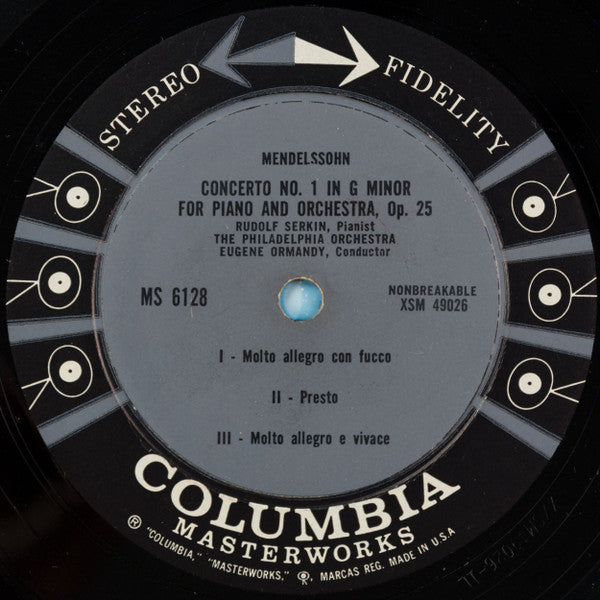 STEREO FIDELITY
MENDELSSOHN
CONCERTO NO. 1 IN G MINOR
FOR PIANO AND ORCHESTRA, Op. 25
RUDOLF SERKIN, Pianist
THE PHILADELPHIA ORCHESTRA
EUGENE ORMANDY, Conductor
MS 6128
NONBREAKABLE
XSM 49026
I - Molto allegro con fucco
II - Presto
III - Molto allegro e vivace
COLUMBIA
MASTERWORKS
® "COLUMBIA," "MASTERWORKS," MARCAS REG. MADE IN U.S.A